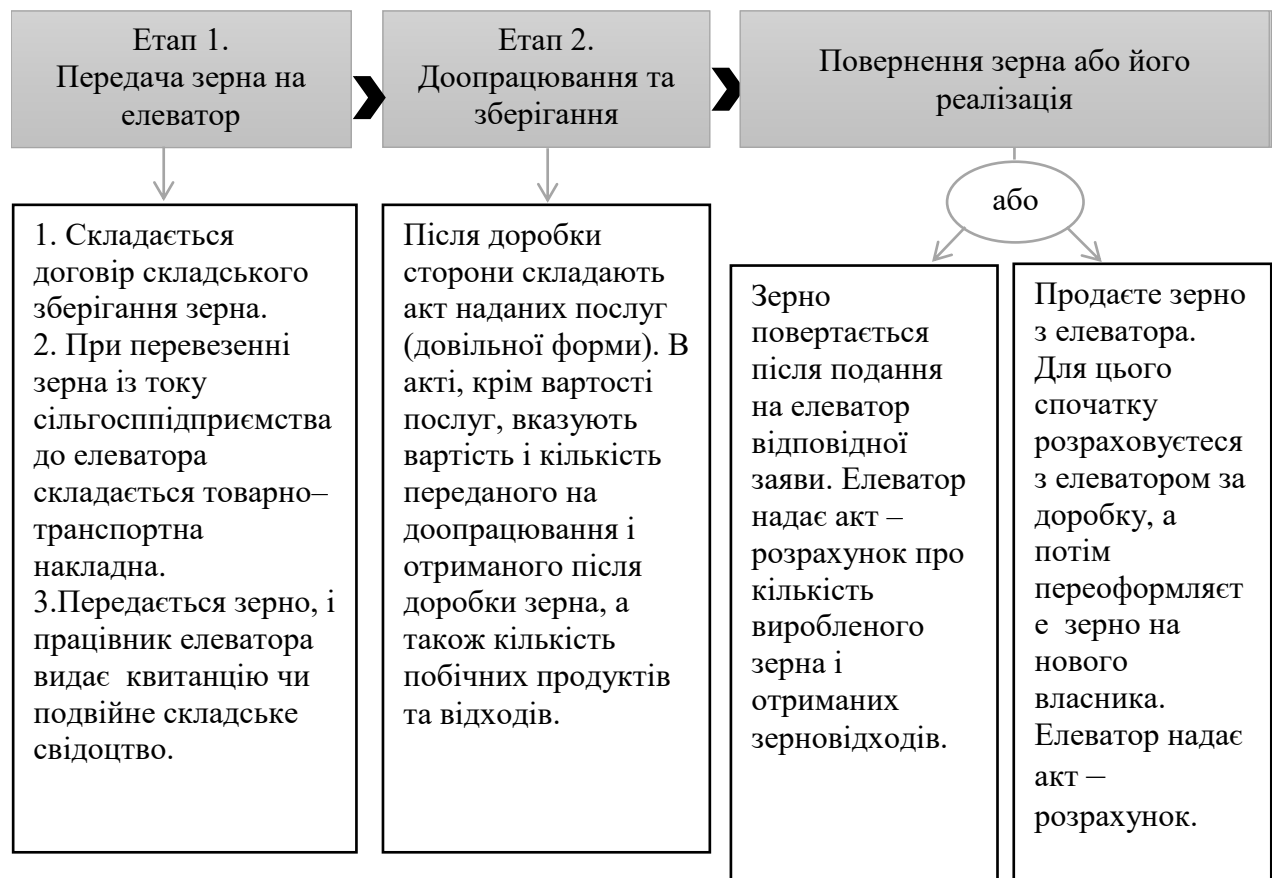 Етап 1.
Передача зерна на
елеватор
Етап 2.
Доопрацювання та
зберігання
Повернення зерна або його
реалізація
або
1. Складається
договір складського
зберігання зерна.
2. При перевезенні
зерна із току
сільгосппідприємства
до елеватора
складається товарно–
транспортна
накладна.
3.Передається зерно, і
працівник елеватора
видає квитанцію чи
подвійне складське
свідоцтво.
Після доробки
сторони складають
акт наданих послуг
(довільної форми). В
акті, крім вартості
послуг, вказують
вартість і кількість
переданого на
доопрацювання і
отриманого після
доробки зерна, а
також кількість
побічних продуктів
та відходів.
Зерно
повертається
після подання
на елеватор
відповідної
заяви. Елеватор
надає акт –
розрахунок про
кількість
виробленого
зерна і
отриманих
зерновідходів.
Продаєте зерно
з елеватора.
Для цього
спочатку
розраховуєтеся
з елеватором за
доробку, а
потім
переоформляєт
е зерно на
нового
власника.
Елеватор надає
акт –
розрахунок.